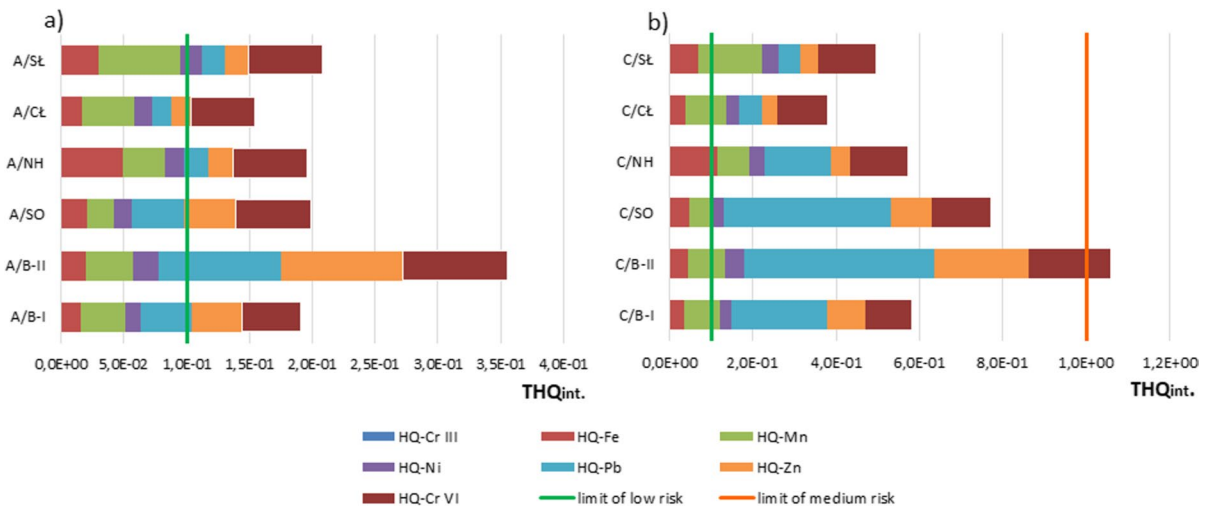 a)
A/SŁ
A/CŁ
A/NH
A/SO
A/B-II
A/B-I
0,0E+00 5,0E-02 1,0E-01 1,5E-01 2,0E-01 2,5E-01 3,0E-01 3,5E-01 4,0E-01
THQint.
b)
C/SŁ
C/CŁ
C/NH
C/SO
C/B-II
C/B-I
0,0E+00 2,0E-01 4,0E-01 6,0E-01 8,0E-01 1,0E+00 1,2E+00
THQint.
HQ-Cr III HQ-Fe HQ-Mn
HQ-Ni HQ-Pb HQ-Zn
HQ-Cr VI limit of low risk limit of medium risk